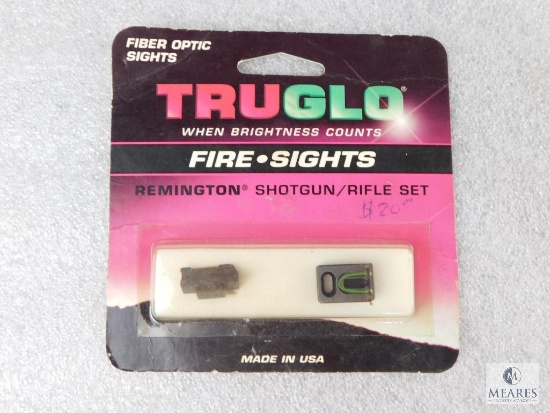 FIBER OPTIC
SIGHTS
TRUGLO®
WHEN BRIGHTNESS COUNTS
FIRE•SIGHTS
REMINGTON® SHOTGUN/RIFLE SET
$20
MADE IN USA
M
MEARES